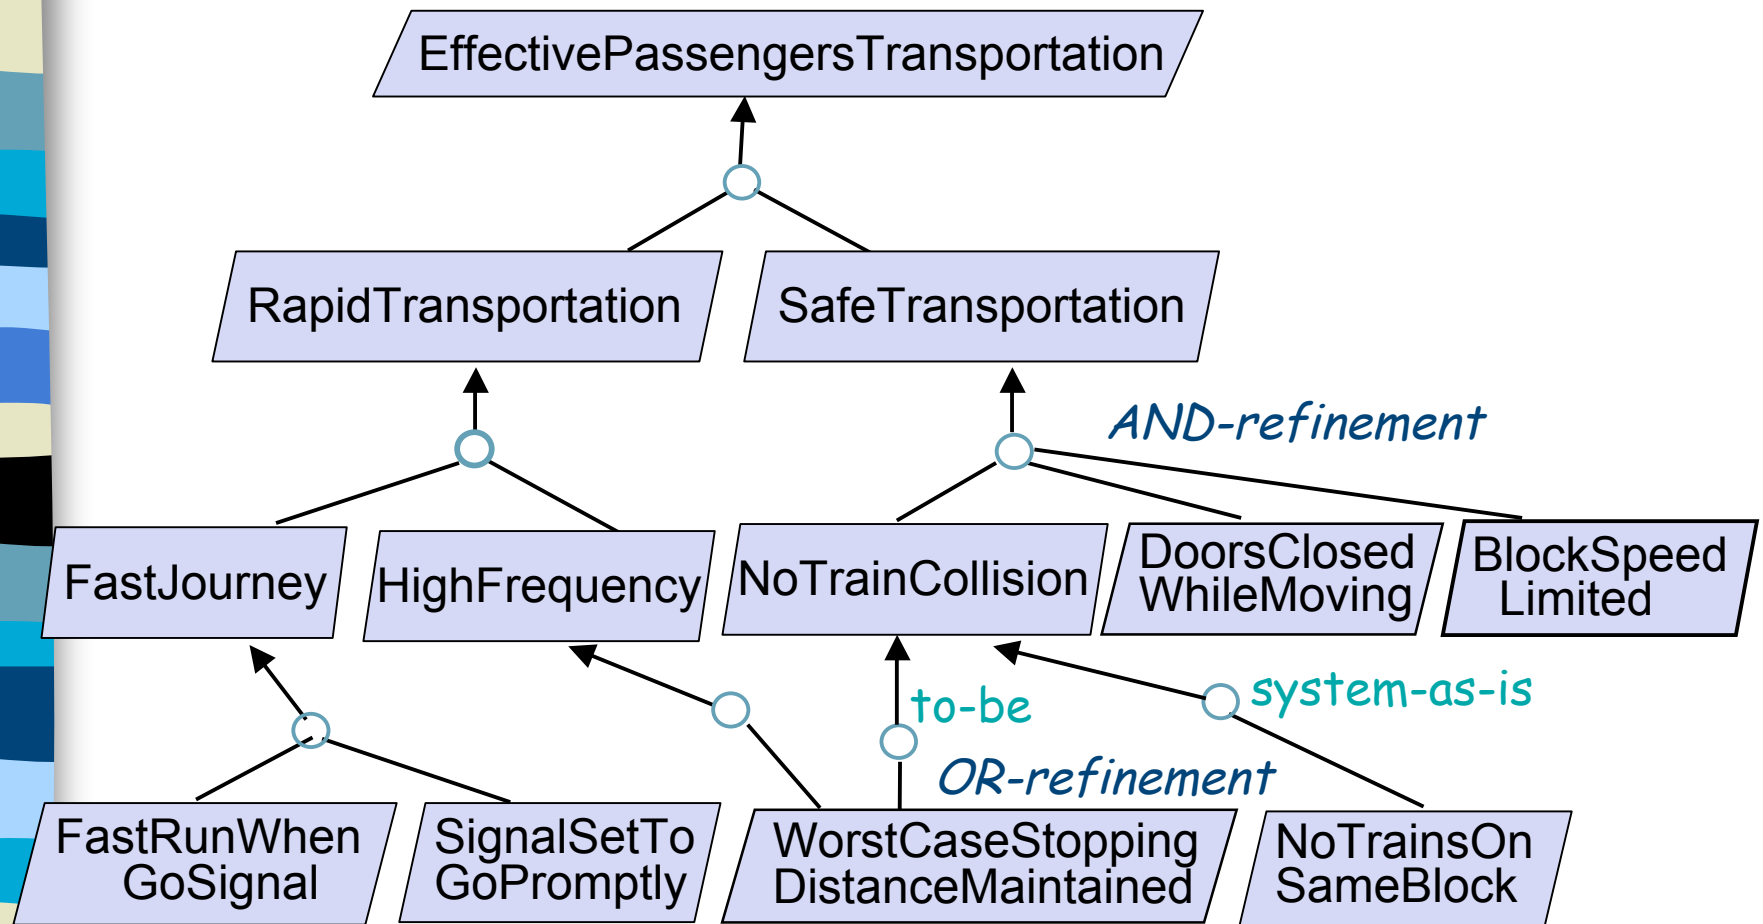 EffectivePassengersTransportation
RapidTransportation
SafeTransportation
AND-refinement
FastJourney
HighFrequency
NoTrainCollision
DoorsClosed
WhileMoving
BlockSpeed
Limited
to-be
system-as-is
OR-refinement
FastRunWhen
GoSignal
SignalSetTo
GoPromptly
WorstCaseStopping
DistanceMaintained
NoTrainsOn
SameBlock